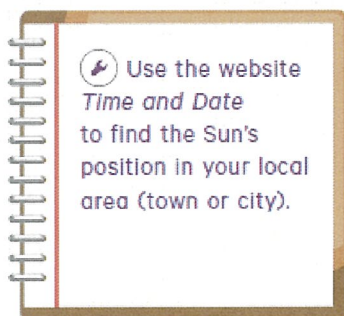 Use the website
Time and Date
to find the Sun's
position in your local
area (town or city).